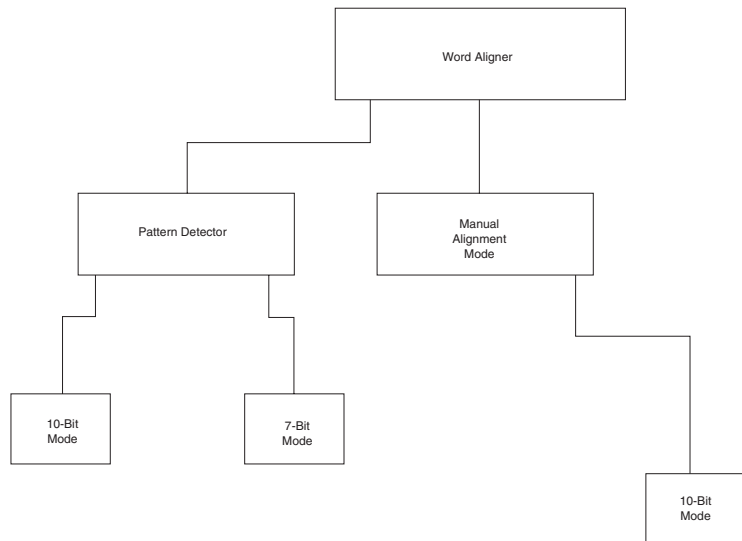 Word Aligner
Pattern Detector
Manual
Alignment
Mode
10-Bit
Mode
7-Bit
Mode
10-Bit
Mode